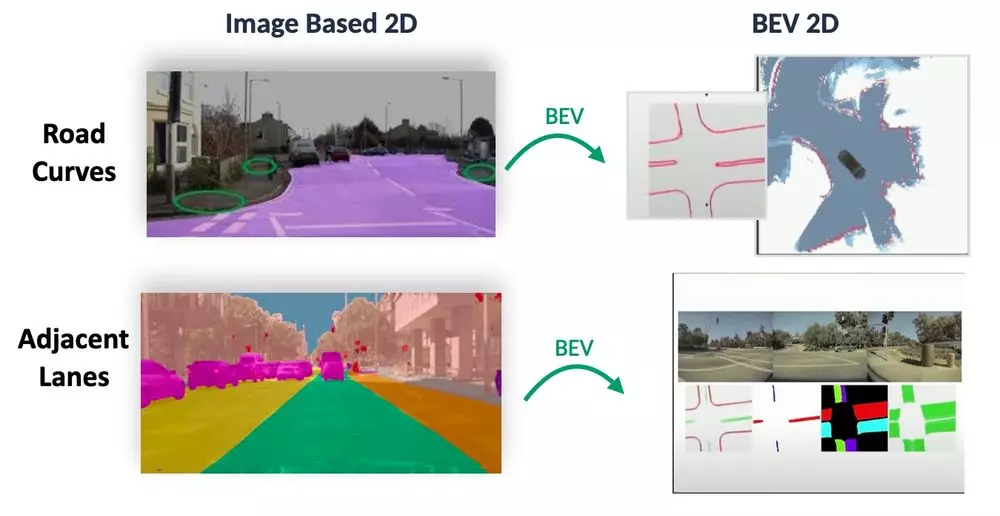 Image Based 2D
BEV 2D
Road
Curves
BEV
Adjacent
Lanes
BEV